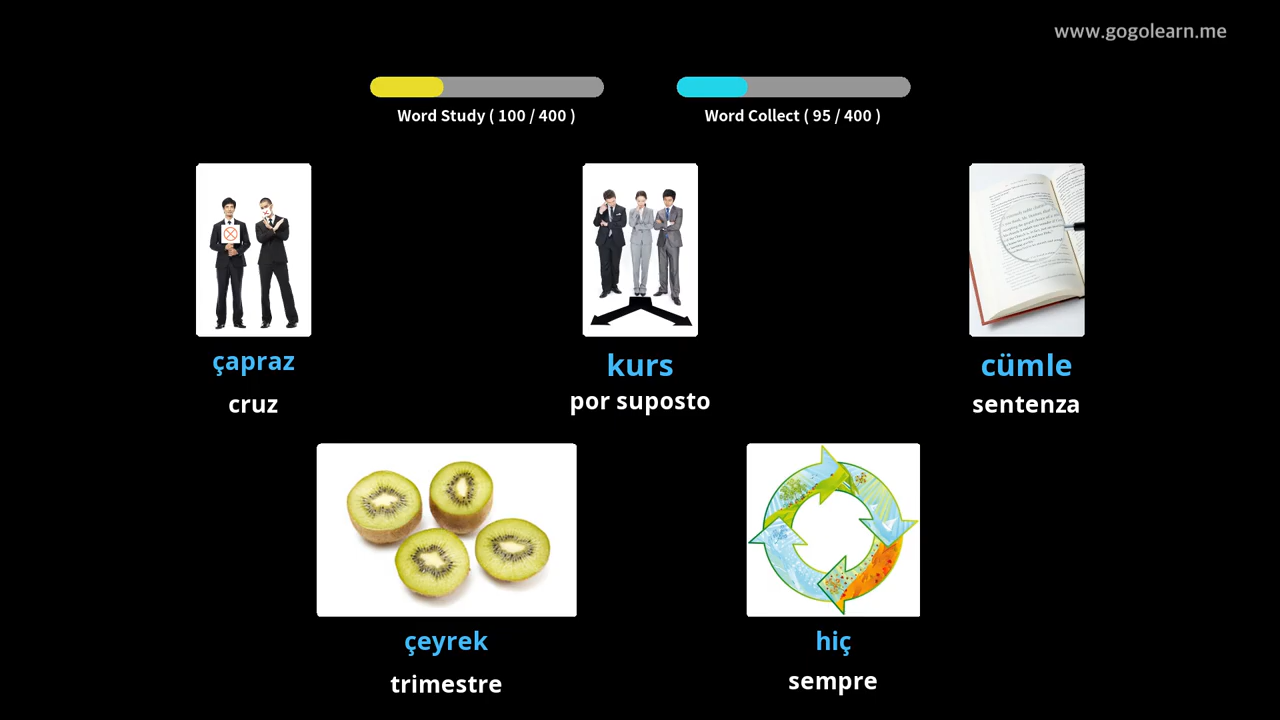 www.gogolearn.me
Word Study ( 100 / 400 )
Word Collect ( 95 / 400 )
çapraz
cruz
kurs
por suposto
cümle
sentenza
çeyrek
trimestre
hiç
sempre